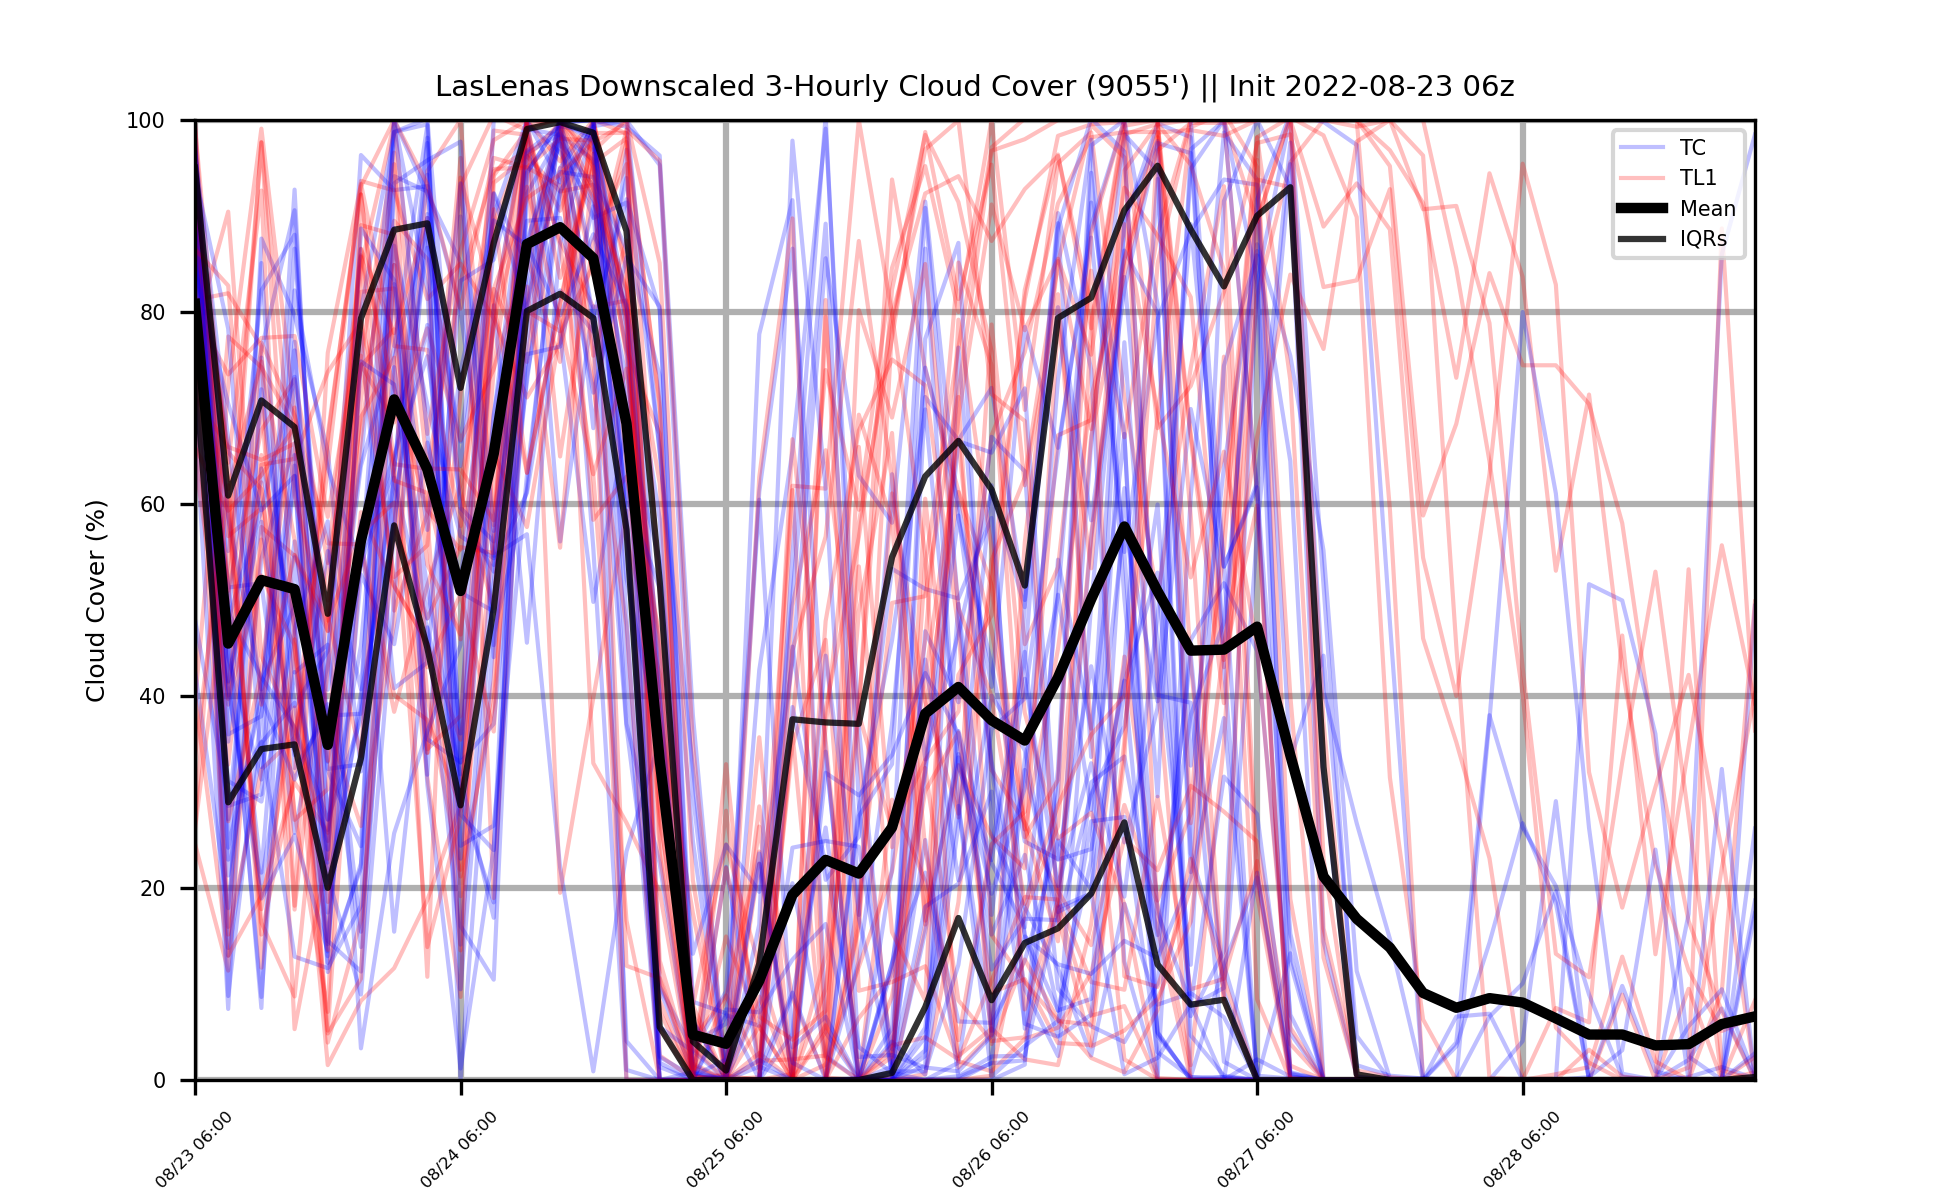 LasLenas Downscaled 3-Hourly Cloud Cover (9055') || Init 2022-08-23 06z
TC
TL1
Mean
IQRs
Cloud Cover (%)
100
80
60
40
20
0
08/23 06:00
08/24 06:00
08/25 06:00
08/26 06:00
08/27 06:00
08/28 06:00